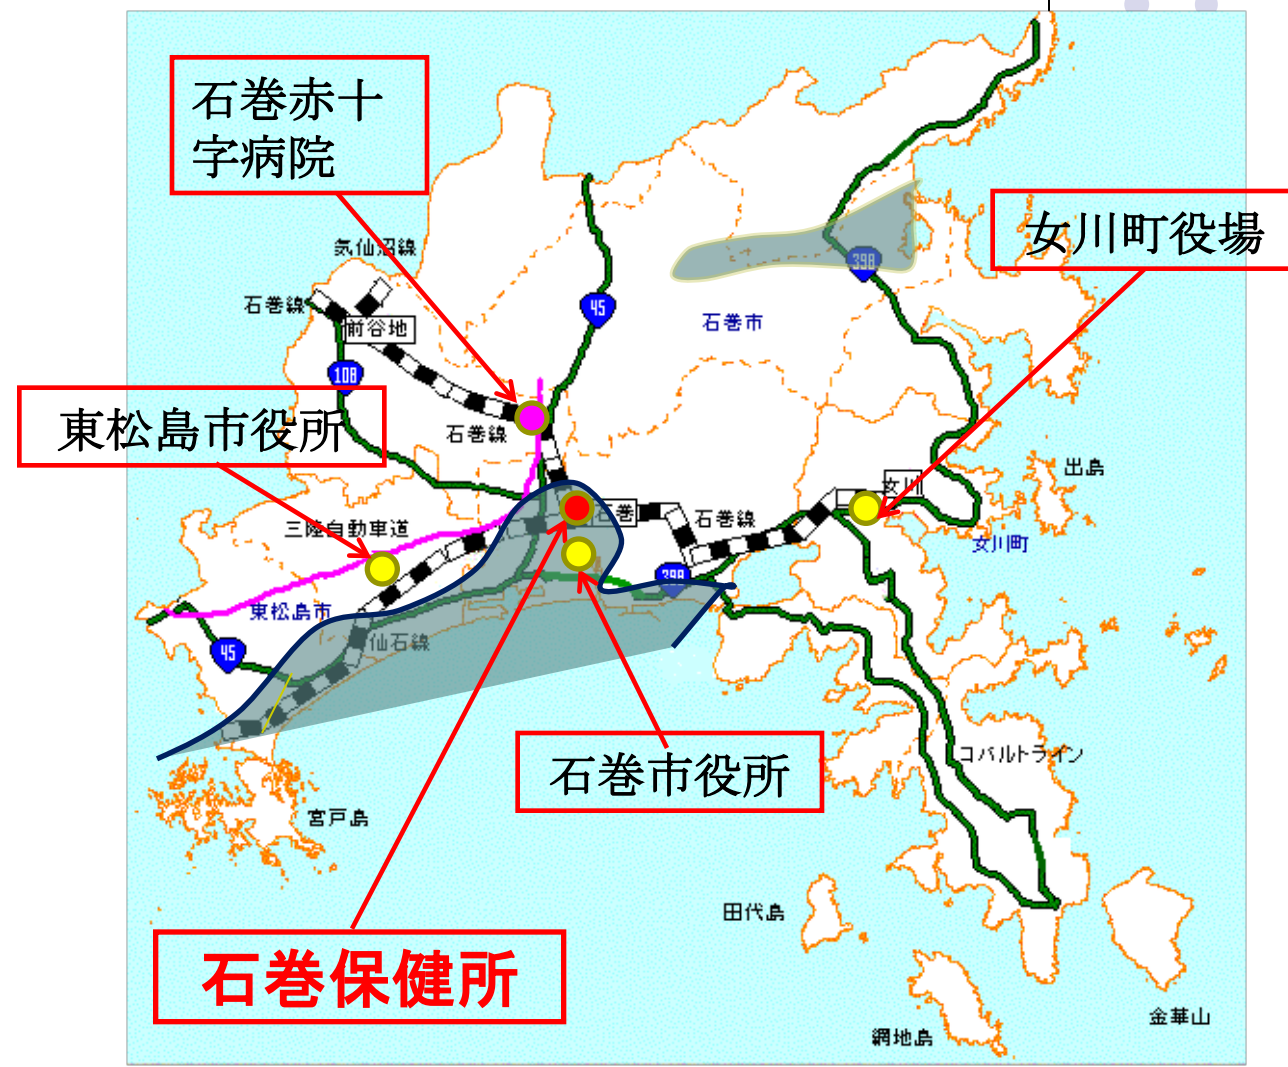 石巻赤十
字病院
女川町役場
気仙沼線
398
石巻線
45
石巻市
前谷地
108
東松島市役所
石巻線
出島
女川
石巻
石巻線
三陸自動車道
女川町
398
東松島市
仙石線
45
石巻市役所
コバルトライン
宮戸島
田代島
石巻保健所
金華山
網地島